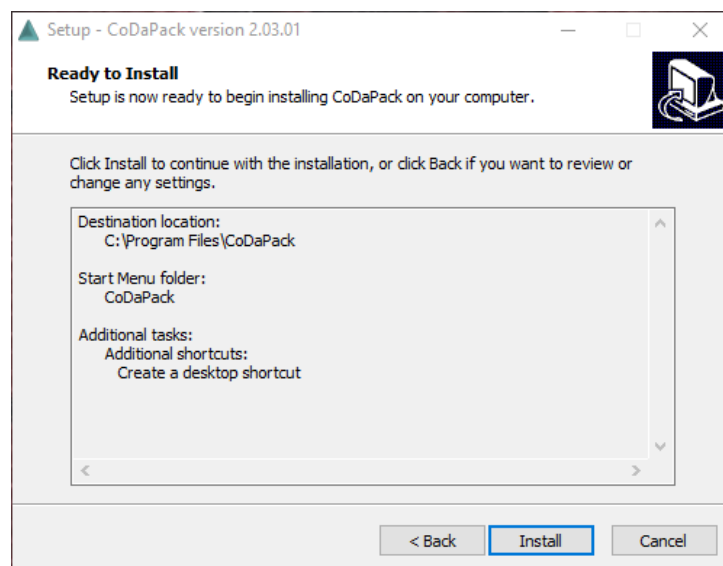 Setup - CoDaPack version 2.03.01
Ready to Install
Setup is now ready to begin installing CoDaPack on your computer.
Click Install to continue with the installation, or click Back if you want to review or
change any settings.
Destination location:
C:\Program Files\CoDaPack
Start Menu folder:
CoDaPack
Additional tasks:
Additional shortcuts:
Create a desktop shortcut
< Back
Install
Cancel